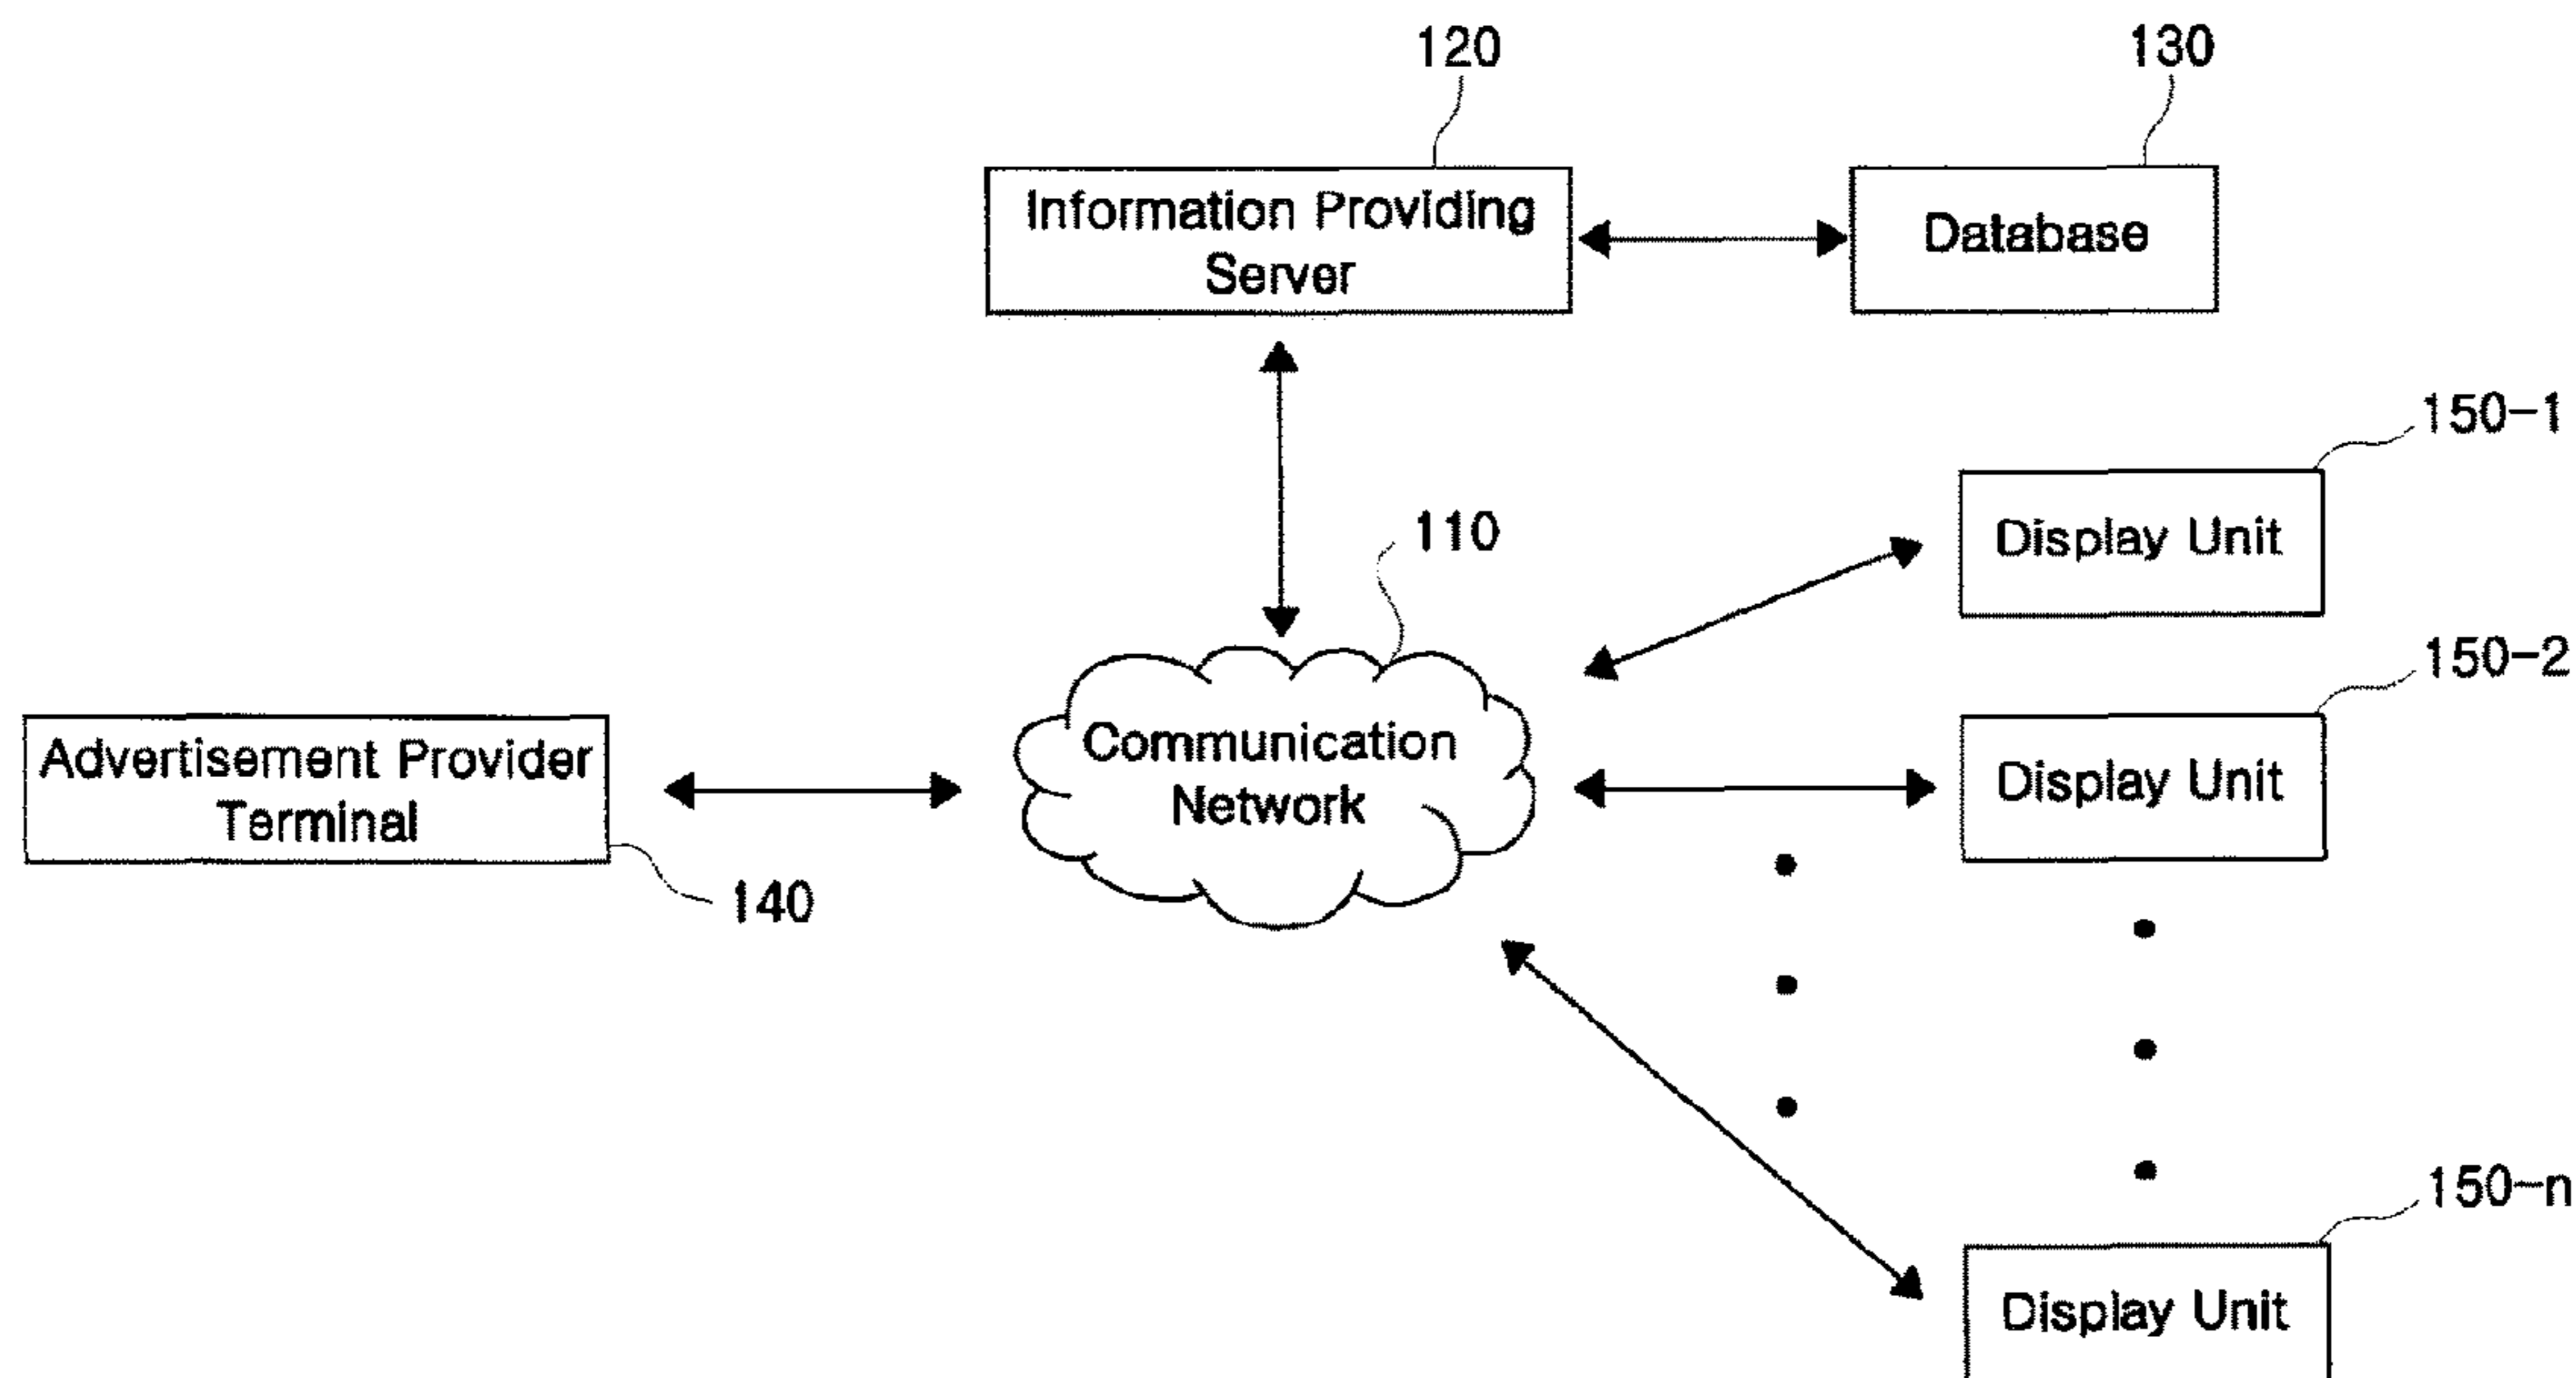 120
130
Information Providing
Server
Database
150-1
110
Display Unit
150-2
Communication
Network
Advertisement Provider
Terminal
Display Unit
140
150-n
Display Unit